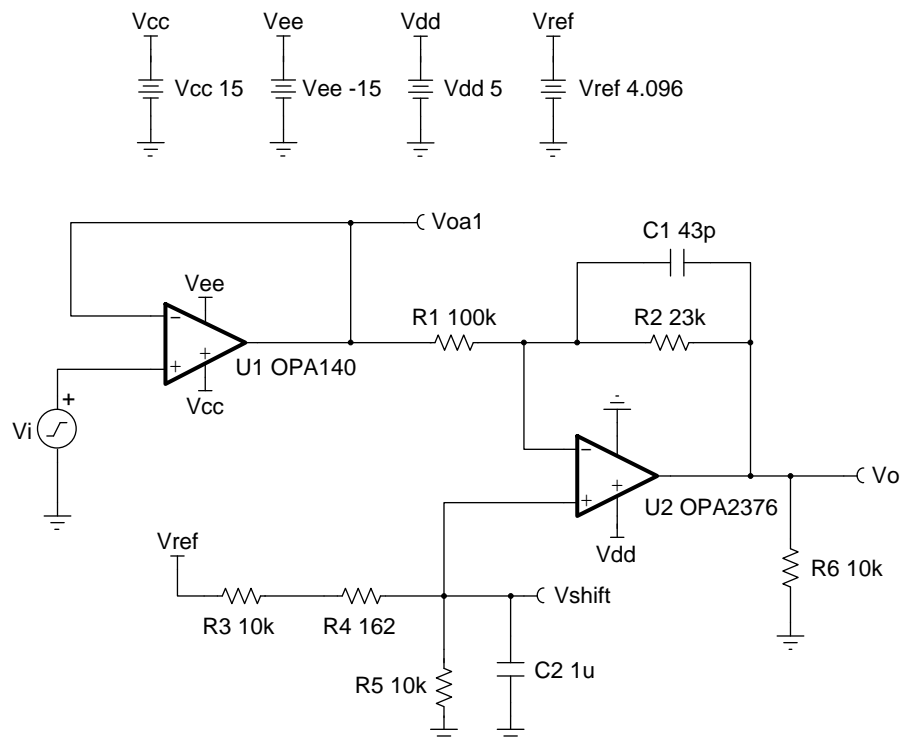 Vcc Vee Vdd Vref
Vcc 15 Vee -15 Vdd 5 Vref 4.096
Voa1
C1 43p
Vee
R1 100k R2 23k
U1 OPA140
Vcc
Vi
Vo
U2 OPA2376
Vref Vdd
R6 10k
Vshift
R3 10k R4 162
R5 10k C2 1u